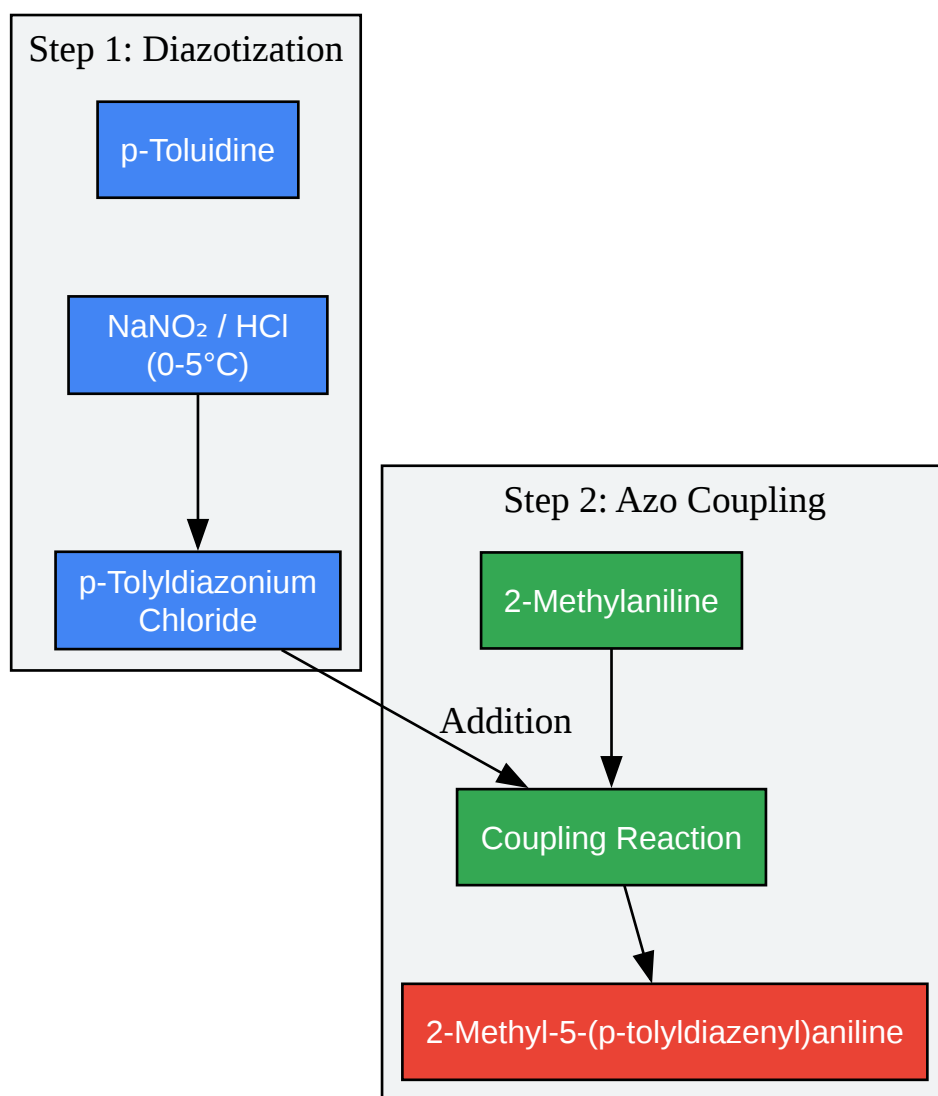 Step 1: Diazotization
p-Toluidine
NaNO₂ / HCl
(0-5°C)
p-Tolyldiazonium
Chloride
Step 2: Azo Coupling
2-Methylaniline
Addition
Coupling Reaction
2-Methyl-5-(p-tolyldiazenyl)aniline